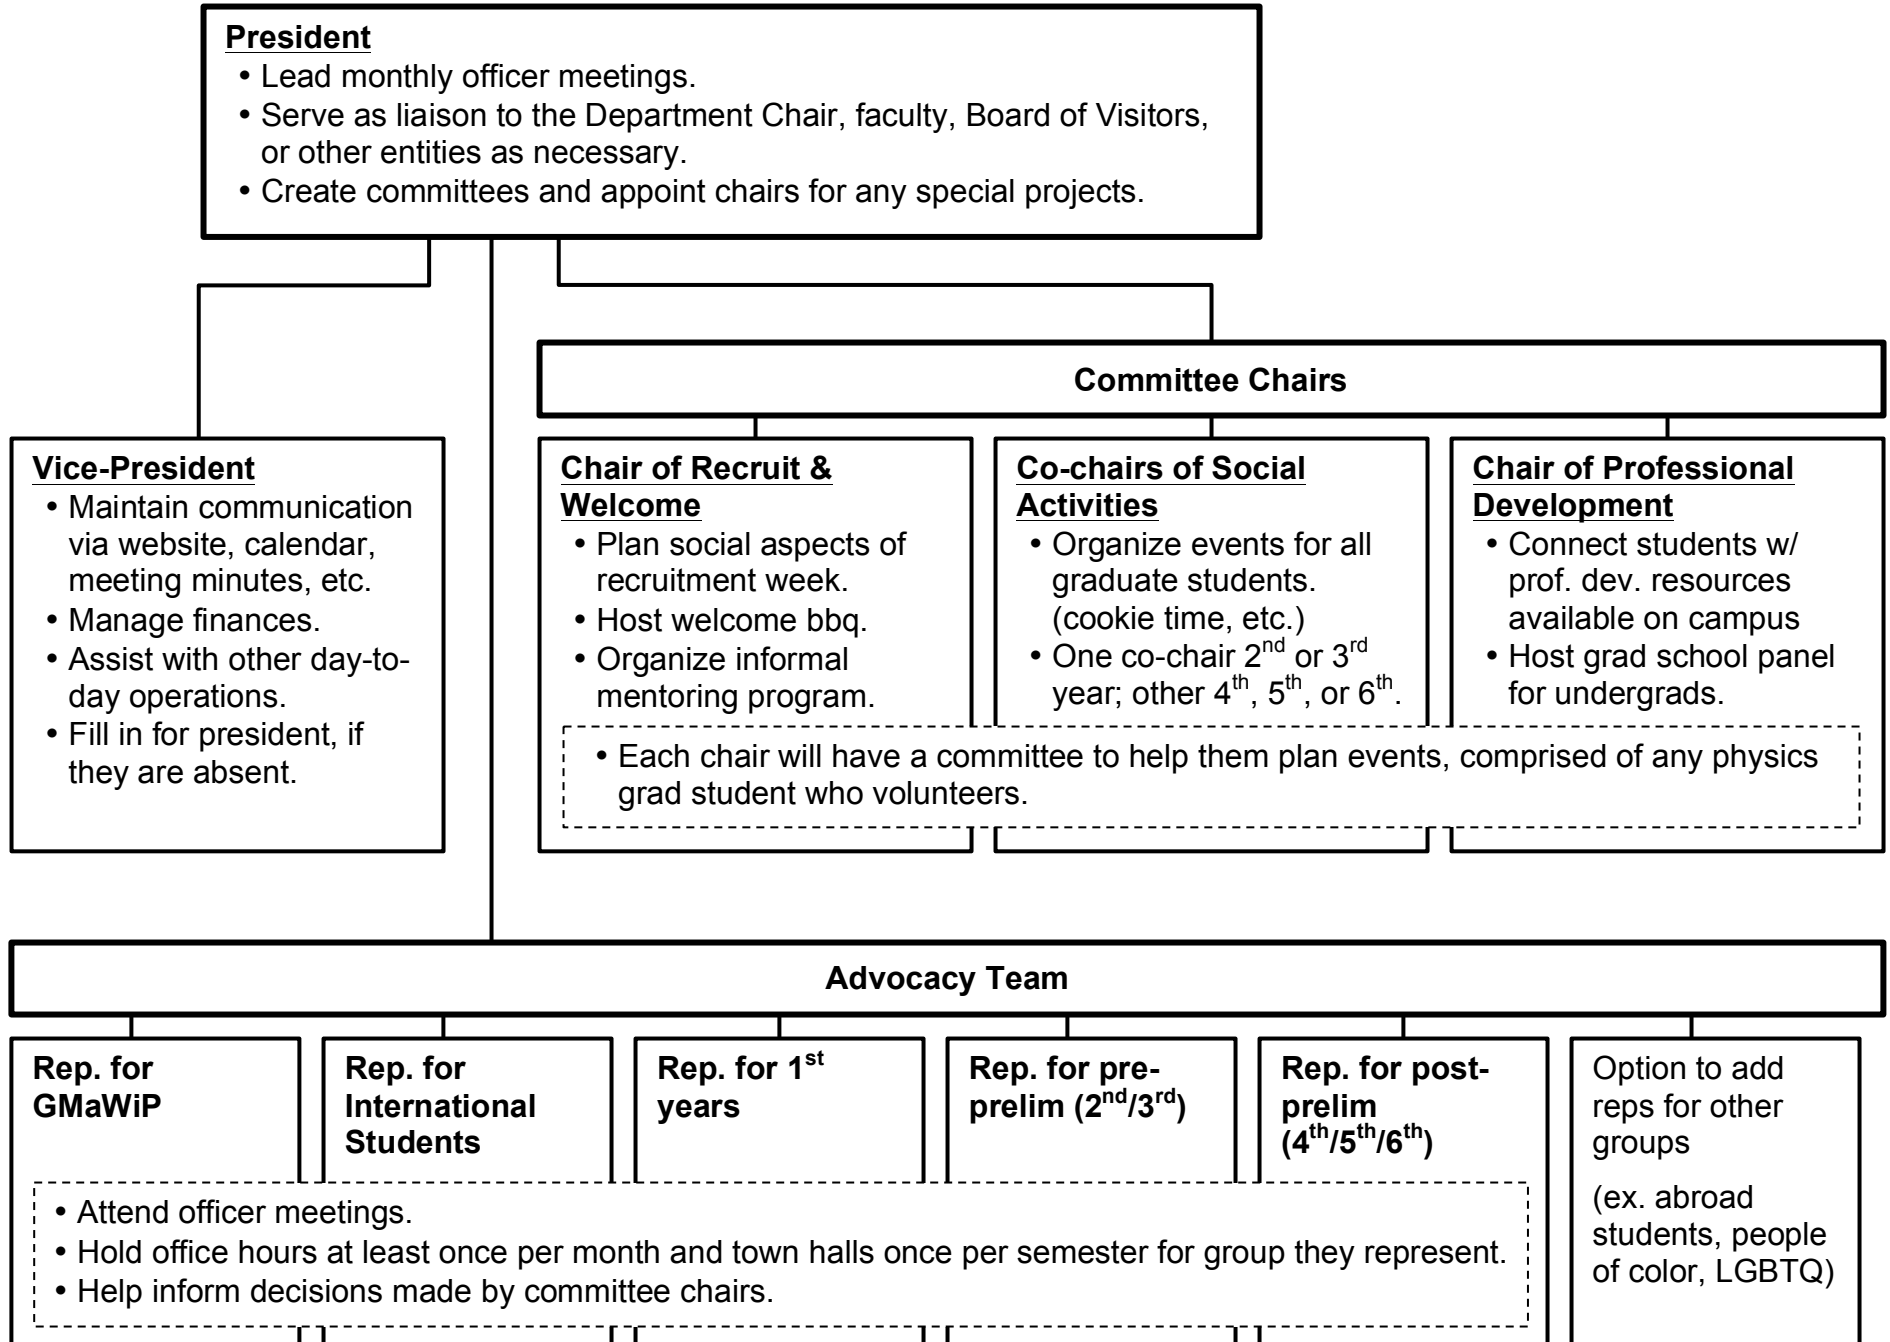 President
• Lead monthly officer meetings.
• Serve as liaison to the Department Chair, faculty, Board of Visitors,
or other entities as necessary.
• Create committees and appoint chairs for any special projects.
Committee Chairs
Vice-President
• Maintain communication
via website, calendar,
meeting minutes, etc.
• Manage finances.
• Assist with other day-to-
day operations.
• Fill in for president, if
they are absent.
Chair of Recruit &
Welcome
• Plan social aspects of
recruitment week.
• Host welcome bbq.
• Organize informal
mentoring program.
Co-chairs of Social
Activities
• Organize events for all
graduate students.
(cookie time, etc.)
• One co-chair 2nd or 3rd
year; other 4th, 5th, or 6th.
Chair of Professional
Development
• Connect students w/
prof. dev. resources
available on campus
• Host grad school panel
for undergrads.
• Each chair will have a committee to help them plan events, comprised of any physics
grad student who volunteers.
Advocacy Team
Rep. for
GMaWiP
Rep. for
International
Students
Rep. for 1st
years
Rep. for pre-
prelim (2nd/3rd)
Rep. for post-
prelim
(4th/5th/6th)
Option to add
reps for other
groups
(ex. abroad
students, people
of color, LGBTQ)
• Attend officer meetings.
• Hold office hours at least once per month and town halls once per semester for group they represent.
• Help inform decisions made by committee chairs.